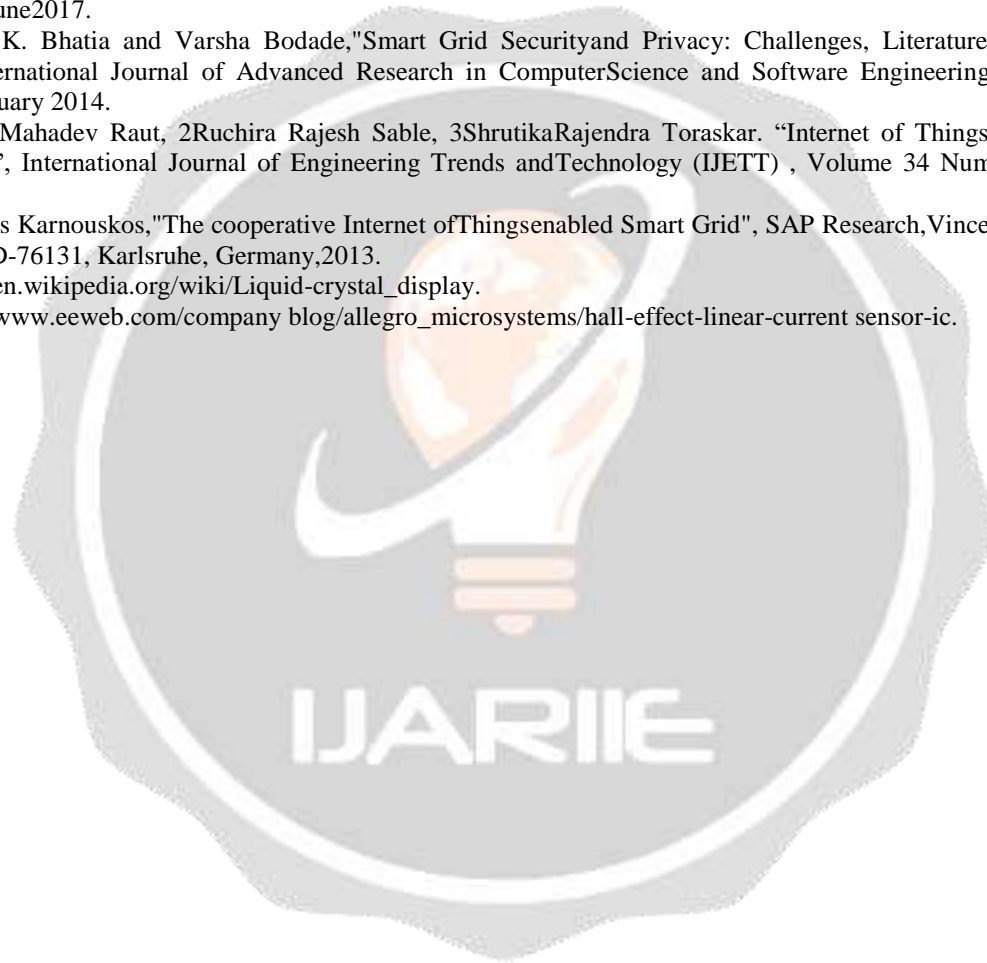 une2017.
K. Bhatia and Varsha Bodade,"Smart Grid Securityand Privacy: Challenges, Literature
ernational Journal of Advanced Research in ComputerScience and Software Engineering
uary 2014.
Mahadev Raut, 2Ruchira Rajesh Sable, 3ShrutikaRajendra Toraskar. “Internet of Things
”, International Journal of Engineering Trends andTechnology (IJETT) , Volume 34 Num
s Karnouskos,"The cooperative Internet ofThingsenabled Smart Grid", SAP Research,Vince
D-76131, Karlsruhe, Germany,2013.
en.wikipedia.org/wiki/Liquid-crystal_display.
www.eeweb.com/company blog/allegro_microsystems/hall-effect-linear-current sensor-ic.
IJARIIE